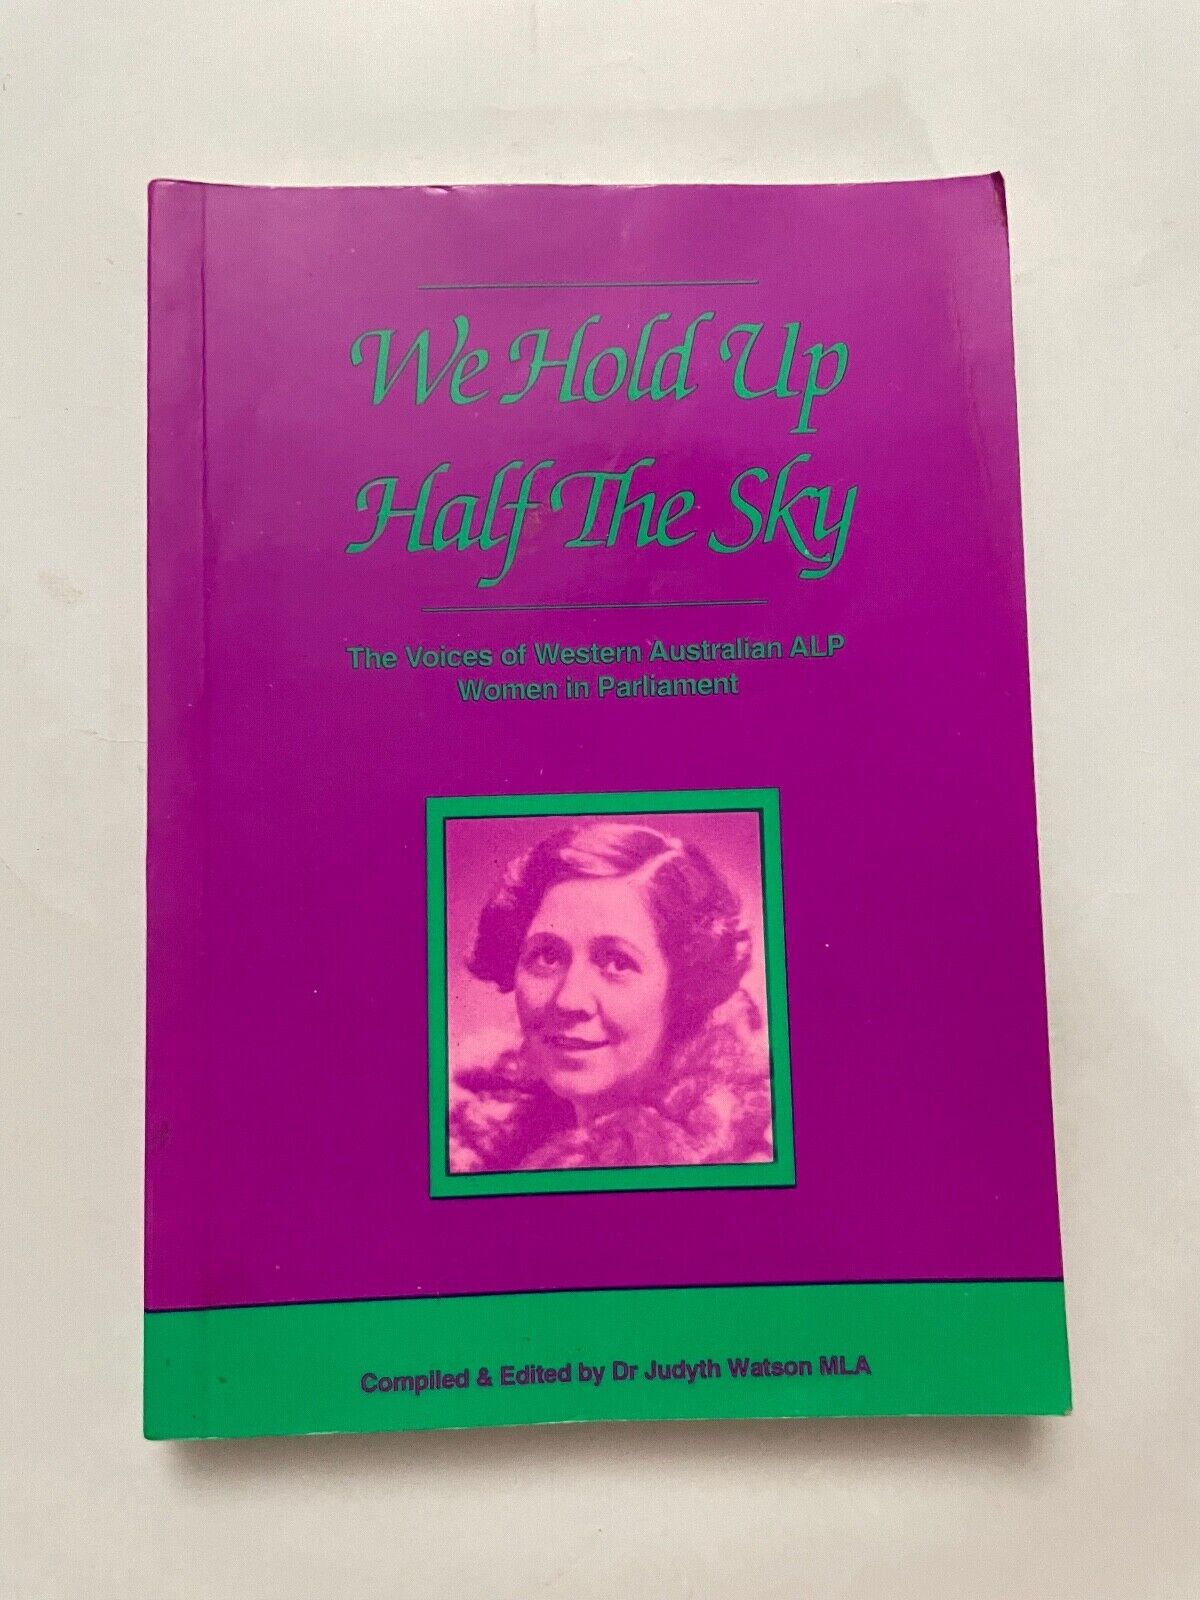 We Hold Up
Half The Sky
The Voices of Western Australian ALP
Women in Parliament
Compiled & Edited by Dr Judyth Watson MLA